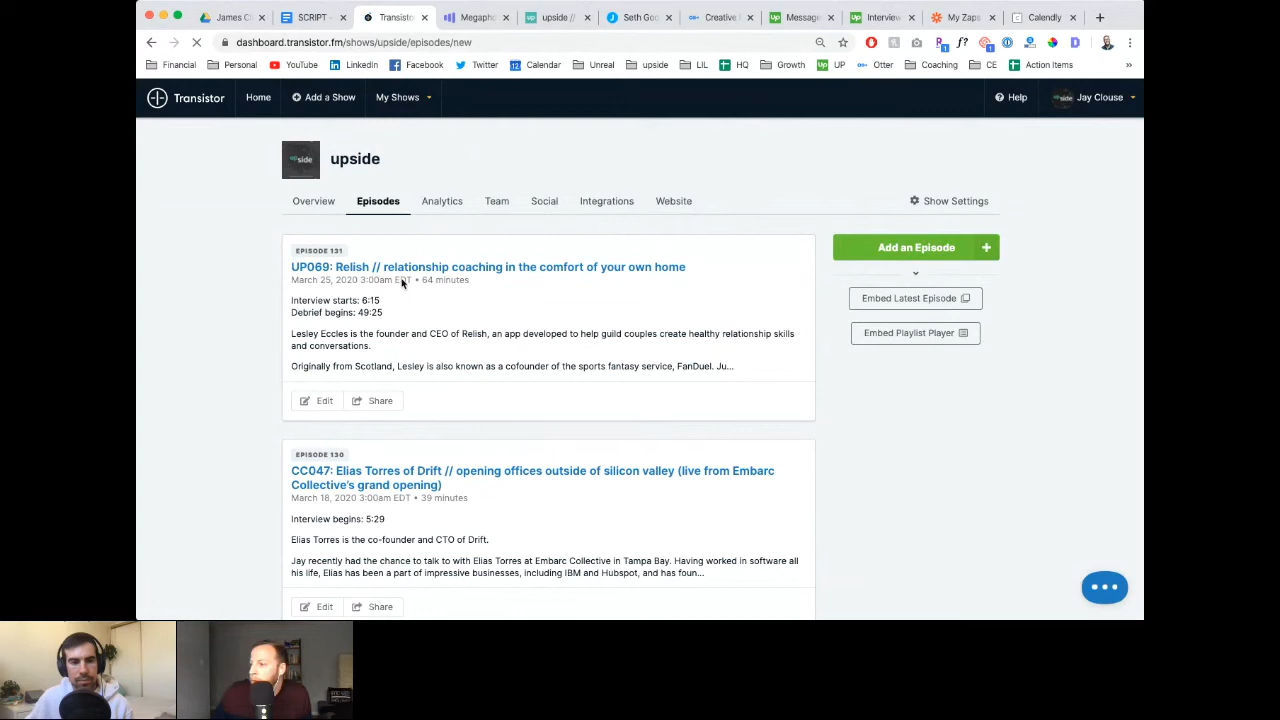 James C
SCRIPT -
Transistor
Megapho
upside //
Seth Goo
Creative
Message
Interview
My Zaps
Calendly
dashboard.transistor.fm/shows/upside/episodes/new
Financial
Personal
YouTube
LinkedIn
Facebook
Twitter
Calendar
Unreal
upside
LIL
HQ
Growth
UP
Otter
Coaching
CE
Action Items
»
Transistor
Home
Add a Show
My Shows
Help
Jay Clouse
upside
Overview
Episodes
Analytics
Team
Social
Integrations
Website
Show Settings
EPISODE 131
UP069: Relish // relationship coaching in the comfort of your own home
March 25, 2020 3:00am EDT • 64 minutes
Interview starts: 6:15
Debrief begins: 49:25
Lesley Eccles is the founder and CEO of Relish, an app developed to help guild couples create healthy relationship skills
and conversations.
Originally from Scotland, Lesley is also known as a cofounder of the sports fantasy service, FanDuel. Ju...
Edit
Share
Add an Episode +
Embed Latest Episode
Embed Playlist Player
EPISODE 130
CC047: Elias Torres of Drift // opening offices outside of silicon valley (live from Embarc
Collective's grand opening)
March 18, 2020 3:00am EDT • 39 minutes
Interview begins: 5:29
Elias Torres is the co-founder and CTO of Drift.
Jay recently had the chance to talk to with Elias Torres at Embarc Collective in Tampa Bay. Having worked in software all
his life, Elias has been a part of impressive businesses, including IBM and Hubspot, and has foun...
Edit
Share